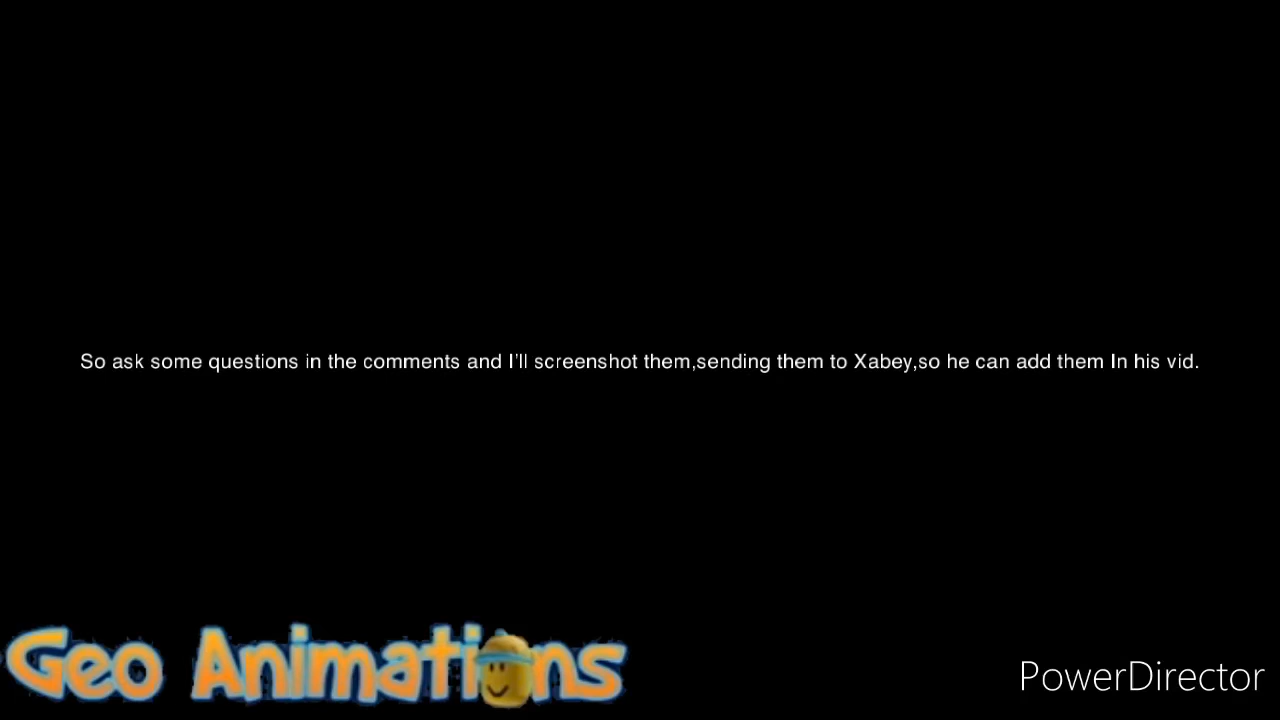 So ask some questions in the comments and I'll screenshot them,sending them to Xabey,so he can add them In his vid.
Geo Animations
PowerDirector